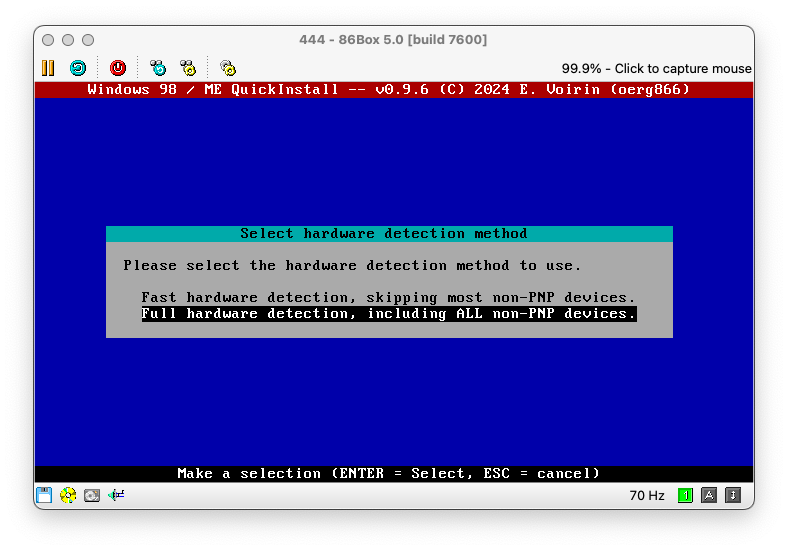 444 - 86Box 5.0 [build 7600]
99.9% - Click to capture mouse
Windows 98 / ME QuickInstall -- v0.9.6 (C) 2024 E. Voirin (oerg866)
Select hardware detection method
Please select the hardware detection method to use.
Fast hardware detection, skipping most non-PNP devices.
Full hardware detection, including ALL non-PNP devices.
Make a selection (ENTER = Select, ESC = cancel)
70 Hz